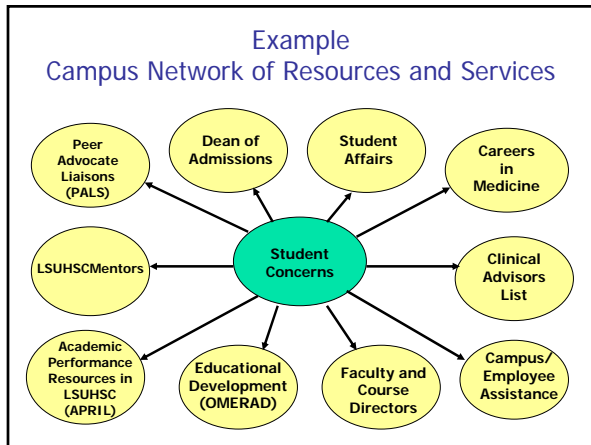 Example
Campus Network of Resources and Services
Peer
Advocate
Liaisons
(PALS)
Dean of
Admissions
Student
Affairs
Careers
in
Medicine
LSUHSCMentors
Student
Concerns
Clinical
Advisors
List
Academic
Performance
Resources in
LSUHSC
(APRIL)
Educational
Development
(OMERAD)
Faculty and
Course
Directors
Campus/
Employee
Assistance